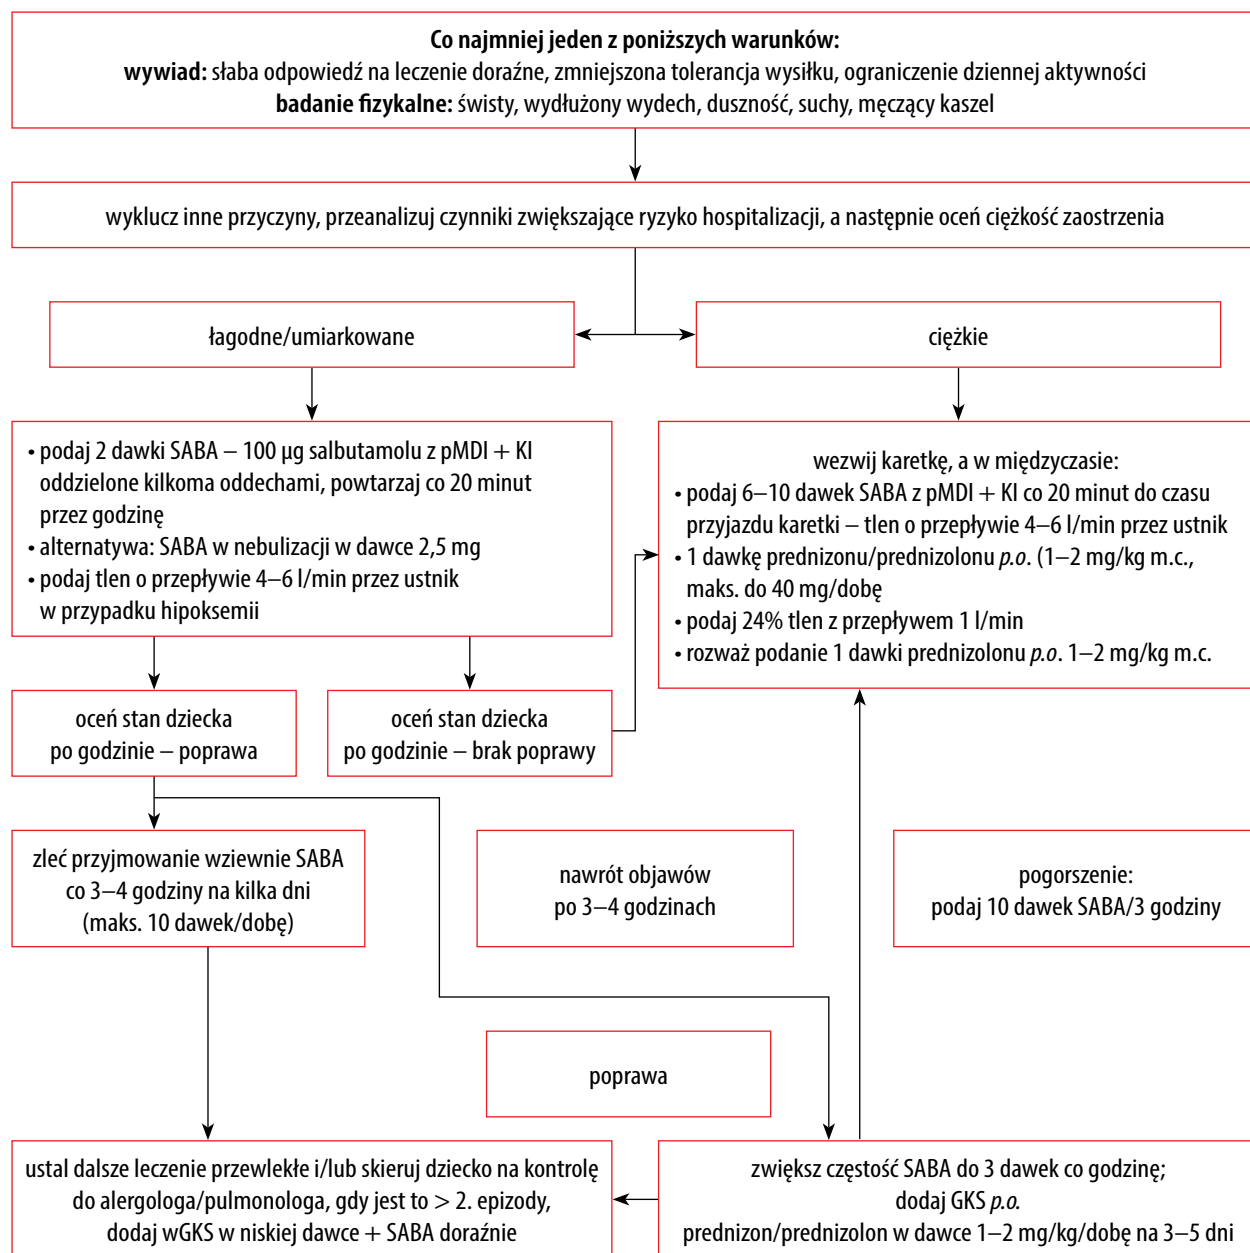 Co najmniej jeden z poniższych warunków:
wywiad: słaba odpowiedź na leczenie doraźne, zmniejszona tolerancja wysiłku, ograniczenie dziennej aktywności
badanie fizykalne: świsty, wydłużony wydech, duszność, suchy, męczący kaszel
wyklucz inne przyczyny, przeanalizuj czynniki zwiększające ryzyko hospitalizacji, a następnie oceń ciężkość zaostrzenia
łagodne/umiarkowane
ciężkie
• podaj 2 dawki SABA – 100 µg salbutamolu z pMDI + KI
oddzielone kilkoma oddechami, powtarzaj co 20 minut
przez godzinę
• alternatywa: SABA w nebulizacji w dawce 2,5 mg
• podaj tlen o przepływie 4–6 l/min przez ustnik
w przypadku hipoksemii
wezwij karetkę, a w międzyczasie:
• podaj 6–10 dawek SABA z pMDI + KI co 20 minut do czasu
przyjazdu karetki – tlen o przepływie 4–6 l/min przez ustnik
• 1 dawkę prednizonu/prednizolonu p.o. (1–2 mg/kg m.c.,
maks. do 40 mg/dobę
• podaj 24% tlen z przepływem 1 l/min
• rozważ podanie 1 dawki prednizolonu p.o. 1–2 mg/kg m.c.
oceń stan dziecka
po godzinie – poprawa
oceń stan dziecka
po godzinie – brak poprawy
zleć przyjmowanie wziewnie SABA
co 3–4 godziny na kilka dni
(maks. 10 dawek/dobę)
nawrót objawów
po 3–4 godzinach
pogorszenie:
podaj 10 dawek SABA/3 godziny
poprawa
ustal dalsze leczenie przewlekłe i/lub skieruj dziecko na kontrolę
do alergologa/pulmonologa, gdy jest to > 2. epizody,
dodaj wGKS w niskiej dawce + SABA doraźnie
zwiększ częstość SABA do 3 dawek co godzinę;
dodaj GKS p.o.
prednizon/prednizolon w dawce 1–2 mg/kg/dobę na 3–5 dni